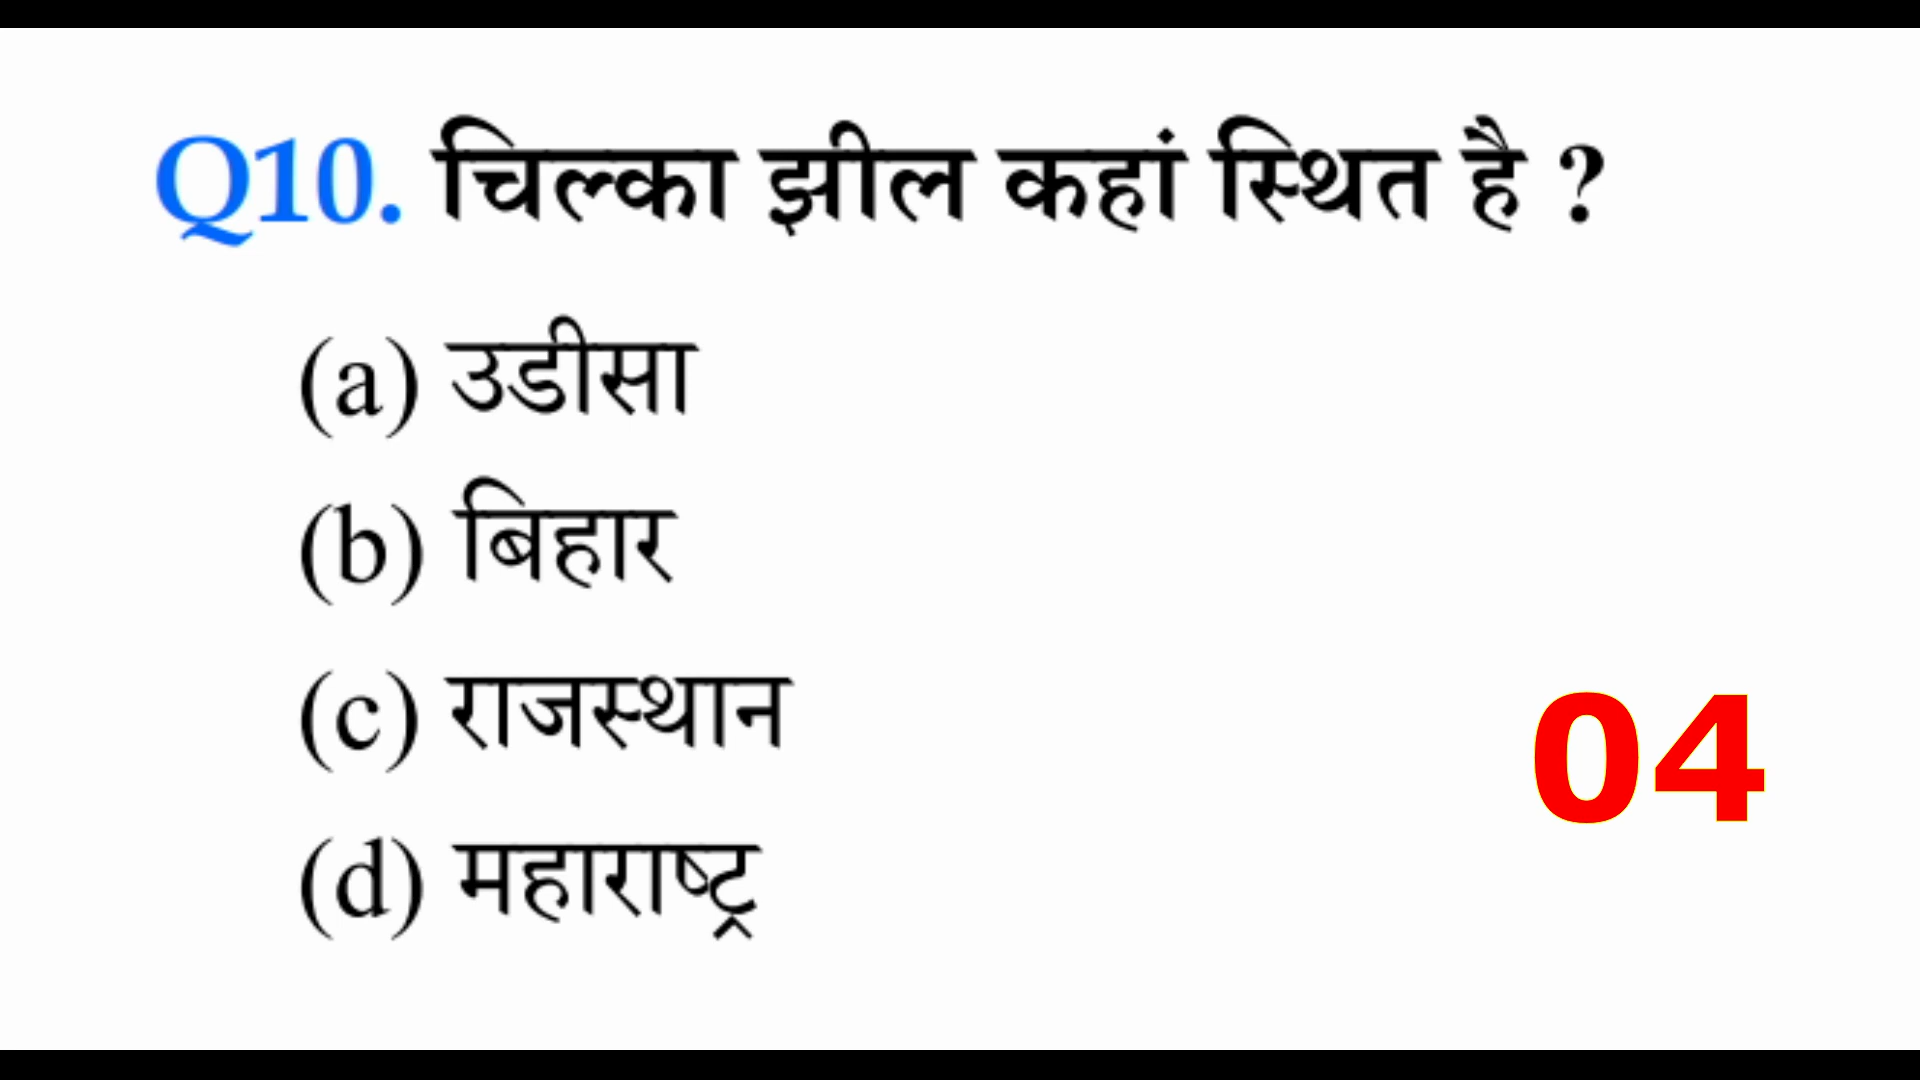 Q10. चिल्का झील कहां स्थित है ?
(a) उडीसा
(b) बिहार
(c) राजस्थान
04
(d) महाराष्ट्र